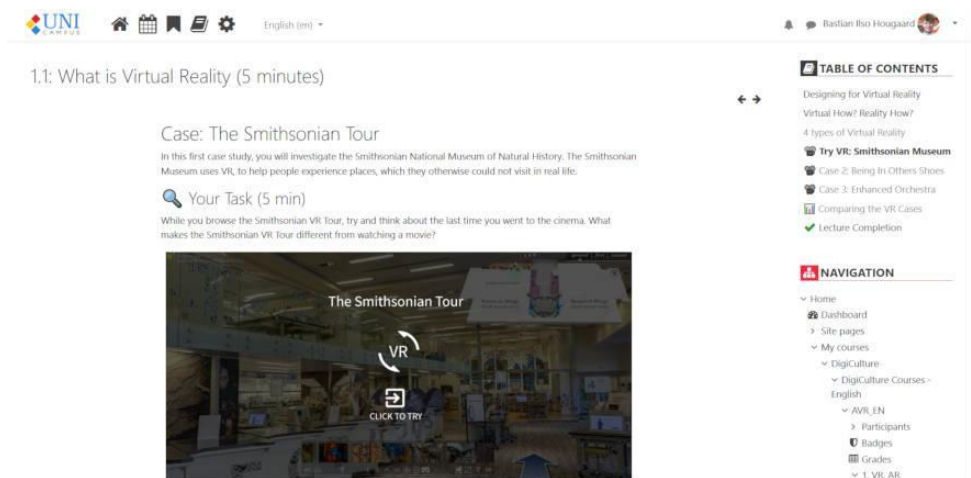 UNI
CAMPUS
English (en)
Bastian Ilso Hougaard
1.1: What is Virtual Reality (5 minutes)
Case: The Smithsonian Tour
In this first case study, you will investigate the Smithsonian National Museum of Natural History. The Smithsonian
Museum uses VR, to help people experience places, which they otherwise could not visit in real life.
Your Task (5 min)
While you browse the Smithsonian VR Tour, try and think about the last time you went to the cinema. What
makes the Smithsonian VR Tour different from watching a movie?
The Smithsonian Tour
VR
CLICK TO TRY
TABLE OF CONTENTS
Designing for Virtual Reality
Virtual How? Reality How?
4 types of Virtual Reality
Try VR: Smithsonian Museum
Case 2: Being In Others Shoes
Case 3: Enhanced Orchestra
Comparing the VR Cases
Lecture Completion
NAVIGATION
Home
Dashboard
Site pages
My courses
DigiCulture
DigiCulture Courses -
English
AVR_EN
Participants
Badges
Grades
1. VR, AR